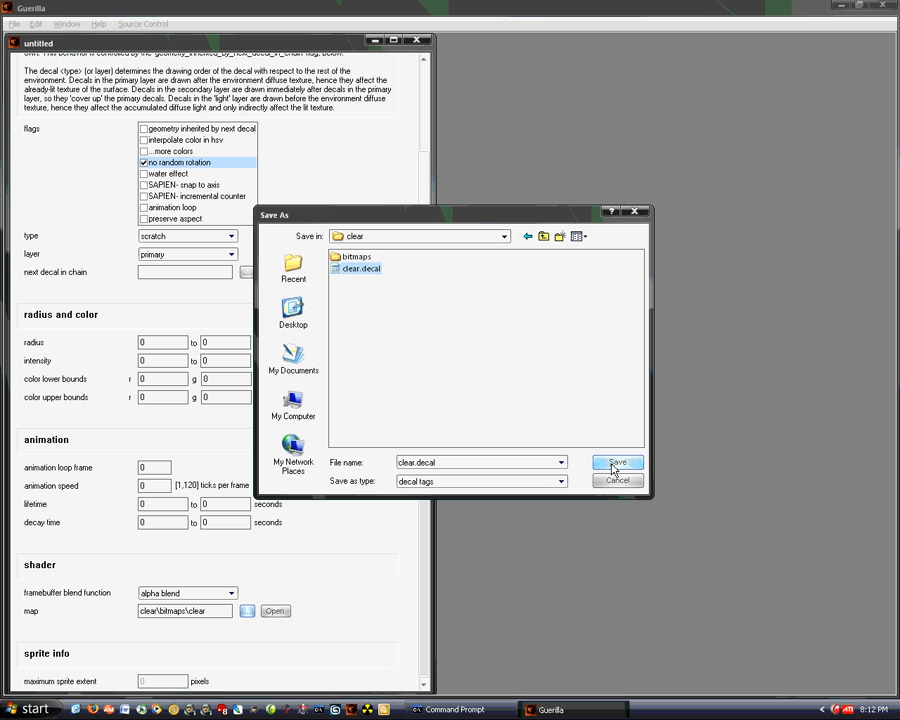 Guerilla
File Edit Window Help Source Control
untitled
own. This behavior is controlled by the 'geometry_inherited_by_next_decal_in_chain' flag, below.
The decal <type> (or layer) determines the drawing order of the decal with respect to the rest of the
environment. Decals in the primary layer are drawn after the environment diffuse texture, hence they affect the
already-lit texture of the surface. Decals in the secondary layer are drawn immediately after decals in the primary
layer, so they 'cover up' the primary decals. Decals in the 'light' layer are drawn before the environment diffuse
texture, hence they affect the accumulated diffuse light and only indirectly affect the lit texture.
flags
geometry inherited by next decal
interpolate color in hsv
...more colors
no random rotation
water effect
SAPIEN- snap to axis
SAPIEN- incremental counter
animation loop
preserve aspect
type scratch
layer primary
next decal in chain
radius and color
radius 0 to 0
intensity 0 to 0
color lower bounds r 0 g 0
color upper bounds r 0 g 0
animation
animation loop frame 0
animation speed 0 [1,120] ticks per frame
lifetime 0 to 0 seconds
decay time 0 to 0 seconds
shader
framebuffer blend function alpha blend
map clear\bitmaps\clear ... Open
sprite info
maximum sprite extent 0 pixels
Save As
Save in: clear
Recent
Desktop
My Documents
My Computer
My Network
Places
bitmaps
clear.decal
File name: clear.decal Save
Save as type: decal tags Cancel
start
Command Prompt
Guerilla
8:12 PM